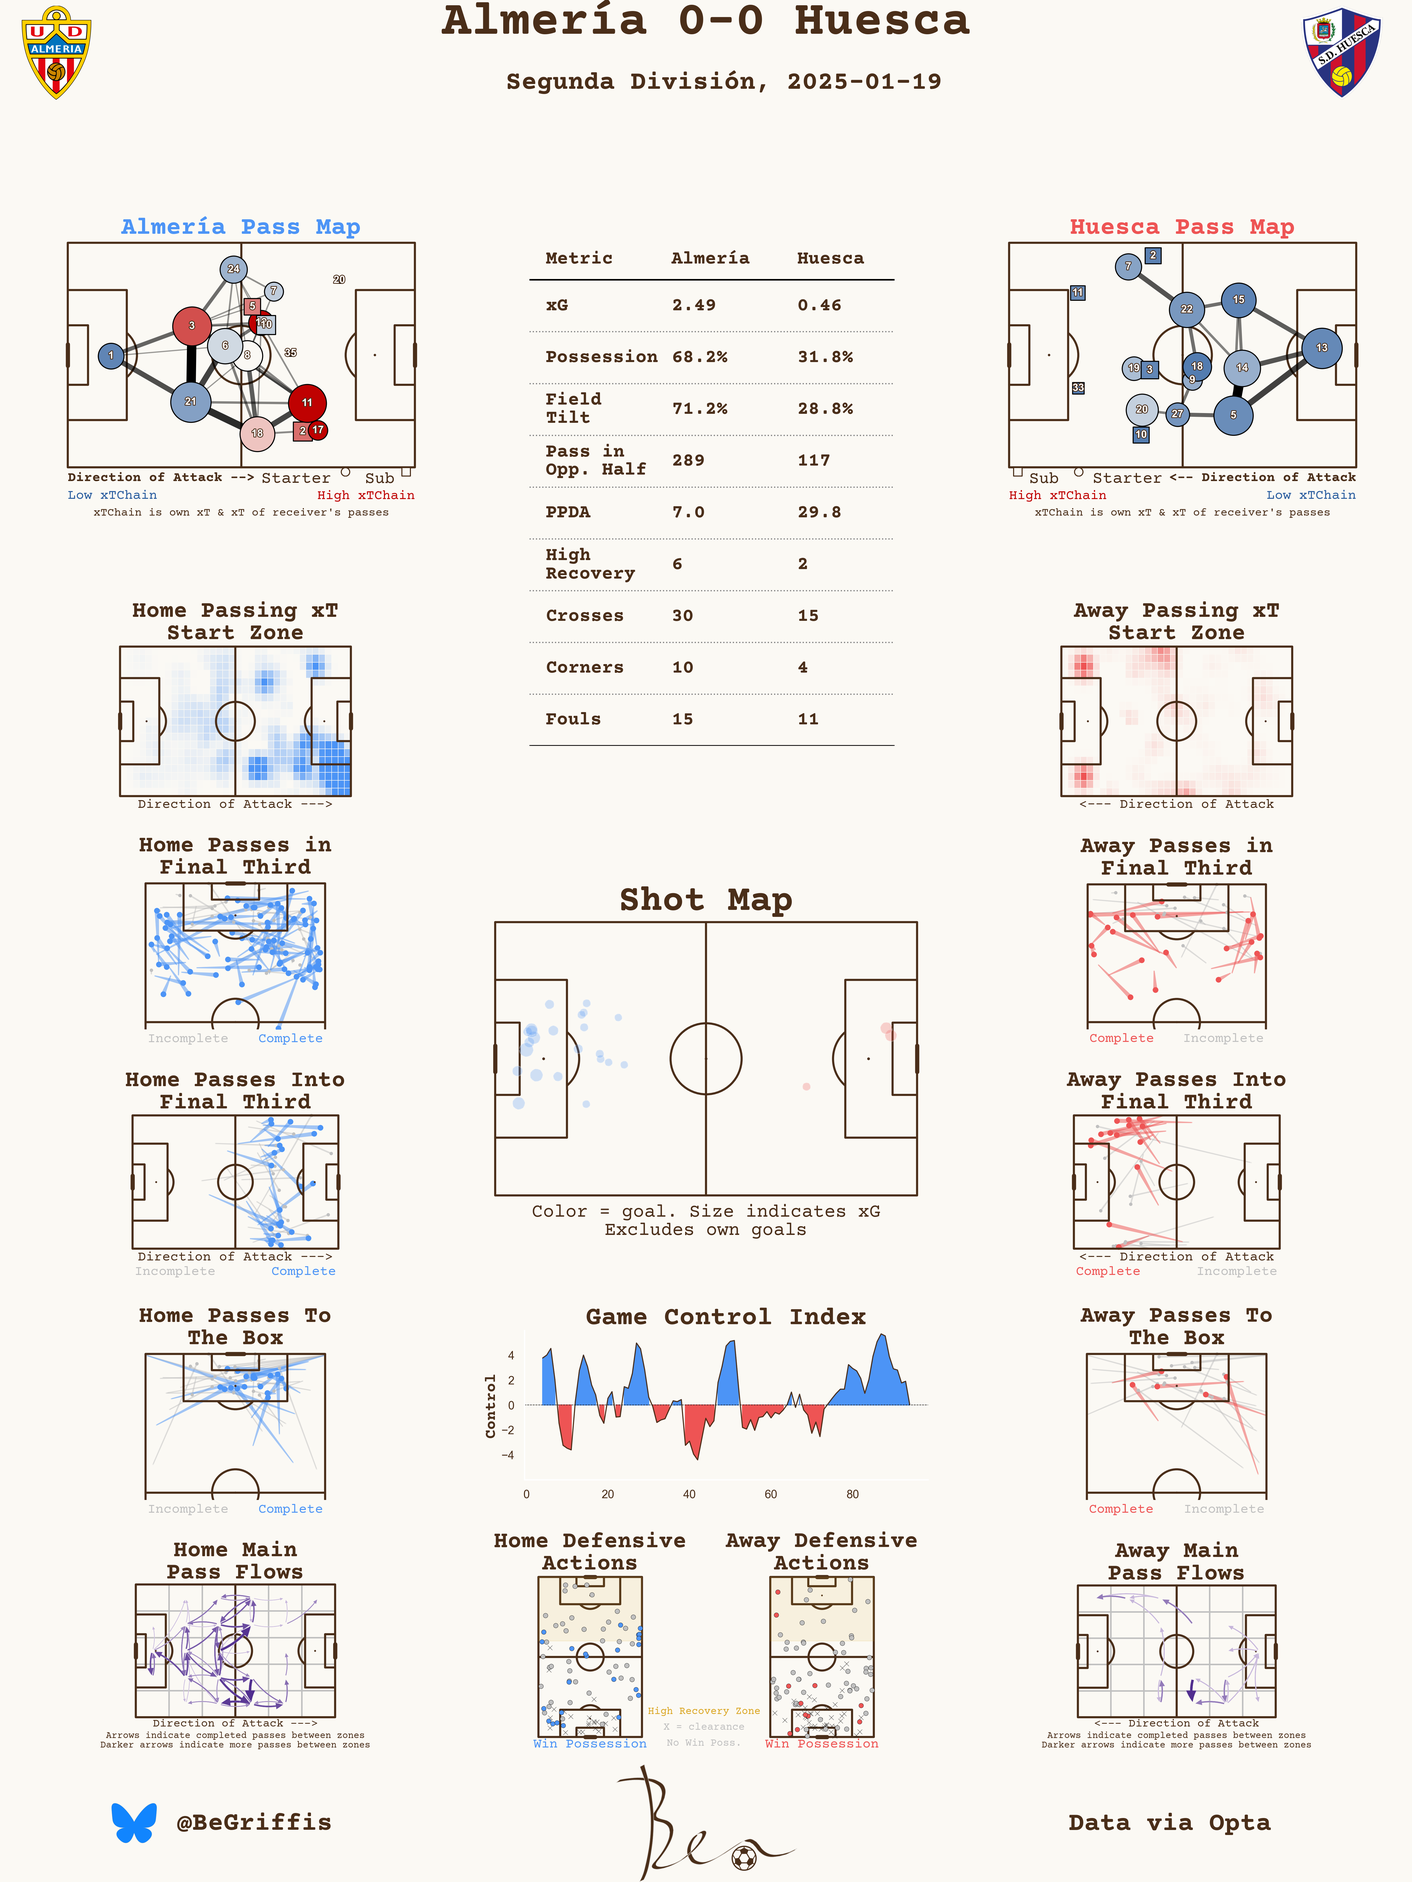 Almería 0-0 Huesca
Segunda División, 2025-01-19
U D
ALMERIA
S.D. HUESCA
Almería Pass Map
24
7
20
5
10
3
6
8
35
1
21
11
18
2
17
Direction of Attack --> Starter Sub
Low xTChain High xTChain
xTChain is own xT & xT of receiver's passes
Metric Almería Huesca
xG 2.49 0.46
Possession 68.2% 31.8%
Field
Tilt 71.2% 28.8%
Pass in
Opp. Half 289 117
PPDA 7.0 29.8
High
Recovery 6 2
Crosses 30 15
Corners 10 4
Fouls 15 11
Huesca Pass Map
7
2
11
22
15
13
19
3
18
9
14
33
20
27
5
10
Sub Starter <-- Direction of Attack
High xTChain Low xTChain
xTChain is own xT & xT of receiver's passes
Home Passing xT
Start Zone
Direction of Attack --->
Away Passing xT
Start Zone
<--- Direction of Attack
Home Passes in
Final Third
Incomplete Complete
Away Passes in
Final Third
Complete Incomplete
Shot Map
Color = goal. Size indicates xG
Excludes own goals
Home Passes Into
Final Third
Direction of Attack --->
Incomplete Complete
Away Passes Into
Final Third
<--- Direction of Attack
Complete Incomplete
Home Passes To
The Box
Incomplete Complete
Game Control Index
Control
4
2
0
−2
−4
0 20 40 60 80
Away Passes To
The Box
Complete Incomplete
Home Main
Pass Flows
Direction of Attack --->
Arrows indicate completed passes between zones
Darker arrows indicate more passes between zones
Home Defensive
Actions
Win Possession
Away Defensive
Actions
Win Possession
High Recovery Zone
X = clearance
No Win Poss.
Away Main
Pass Flows
<--- Direction of Attack
Arrows indicate completed passes between zones
Darker arrows indicate more passes between zones
@BeGriffis
Ben
Data via Opta